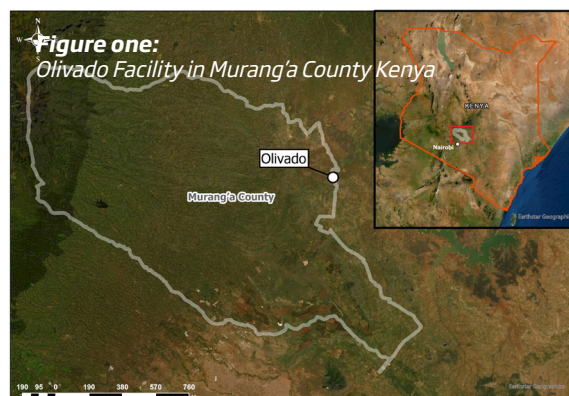 N
W
S
Figure one:
Olivado Facility in Murang'a County Kenya
KENYA
Nairobi
Earthstar Geographics
Olivado
Murang'a County
190 95 0 190 380 570 760
Earthstar Geographics